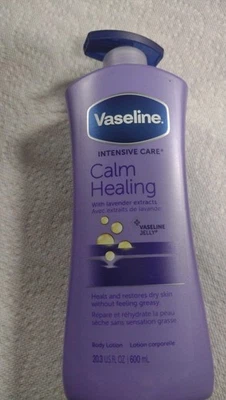 Vaseline.
INTENSIVE CARE®
Calm
Healing
with lavender extracts
avec extraits de lavande
+ VASELINE
JELLY®
Heals and restores dry skin
without feeling greasy
Répare et réhydrate la peau
sèche sans sensation grasse
Body Lotion Lotion corporelle
20.3 US FL OZ | 600 mL